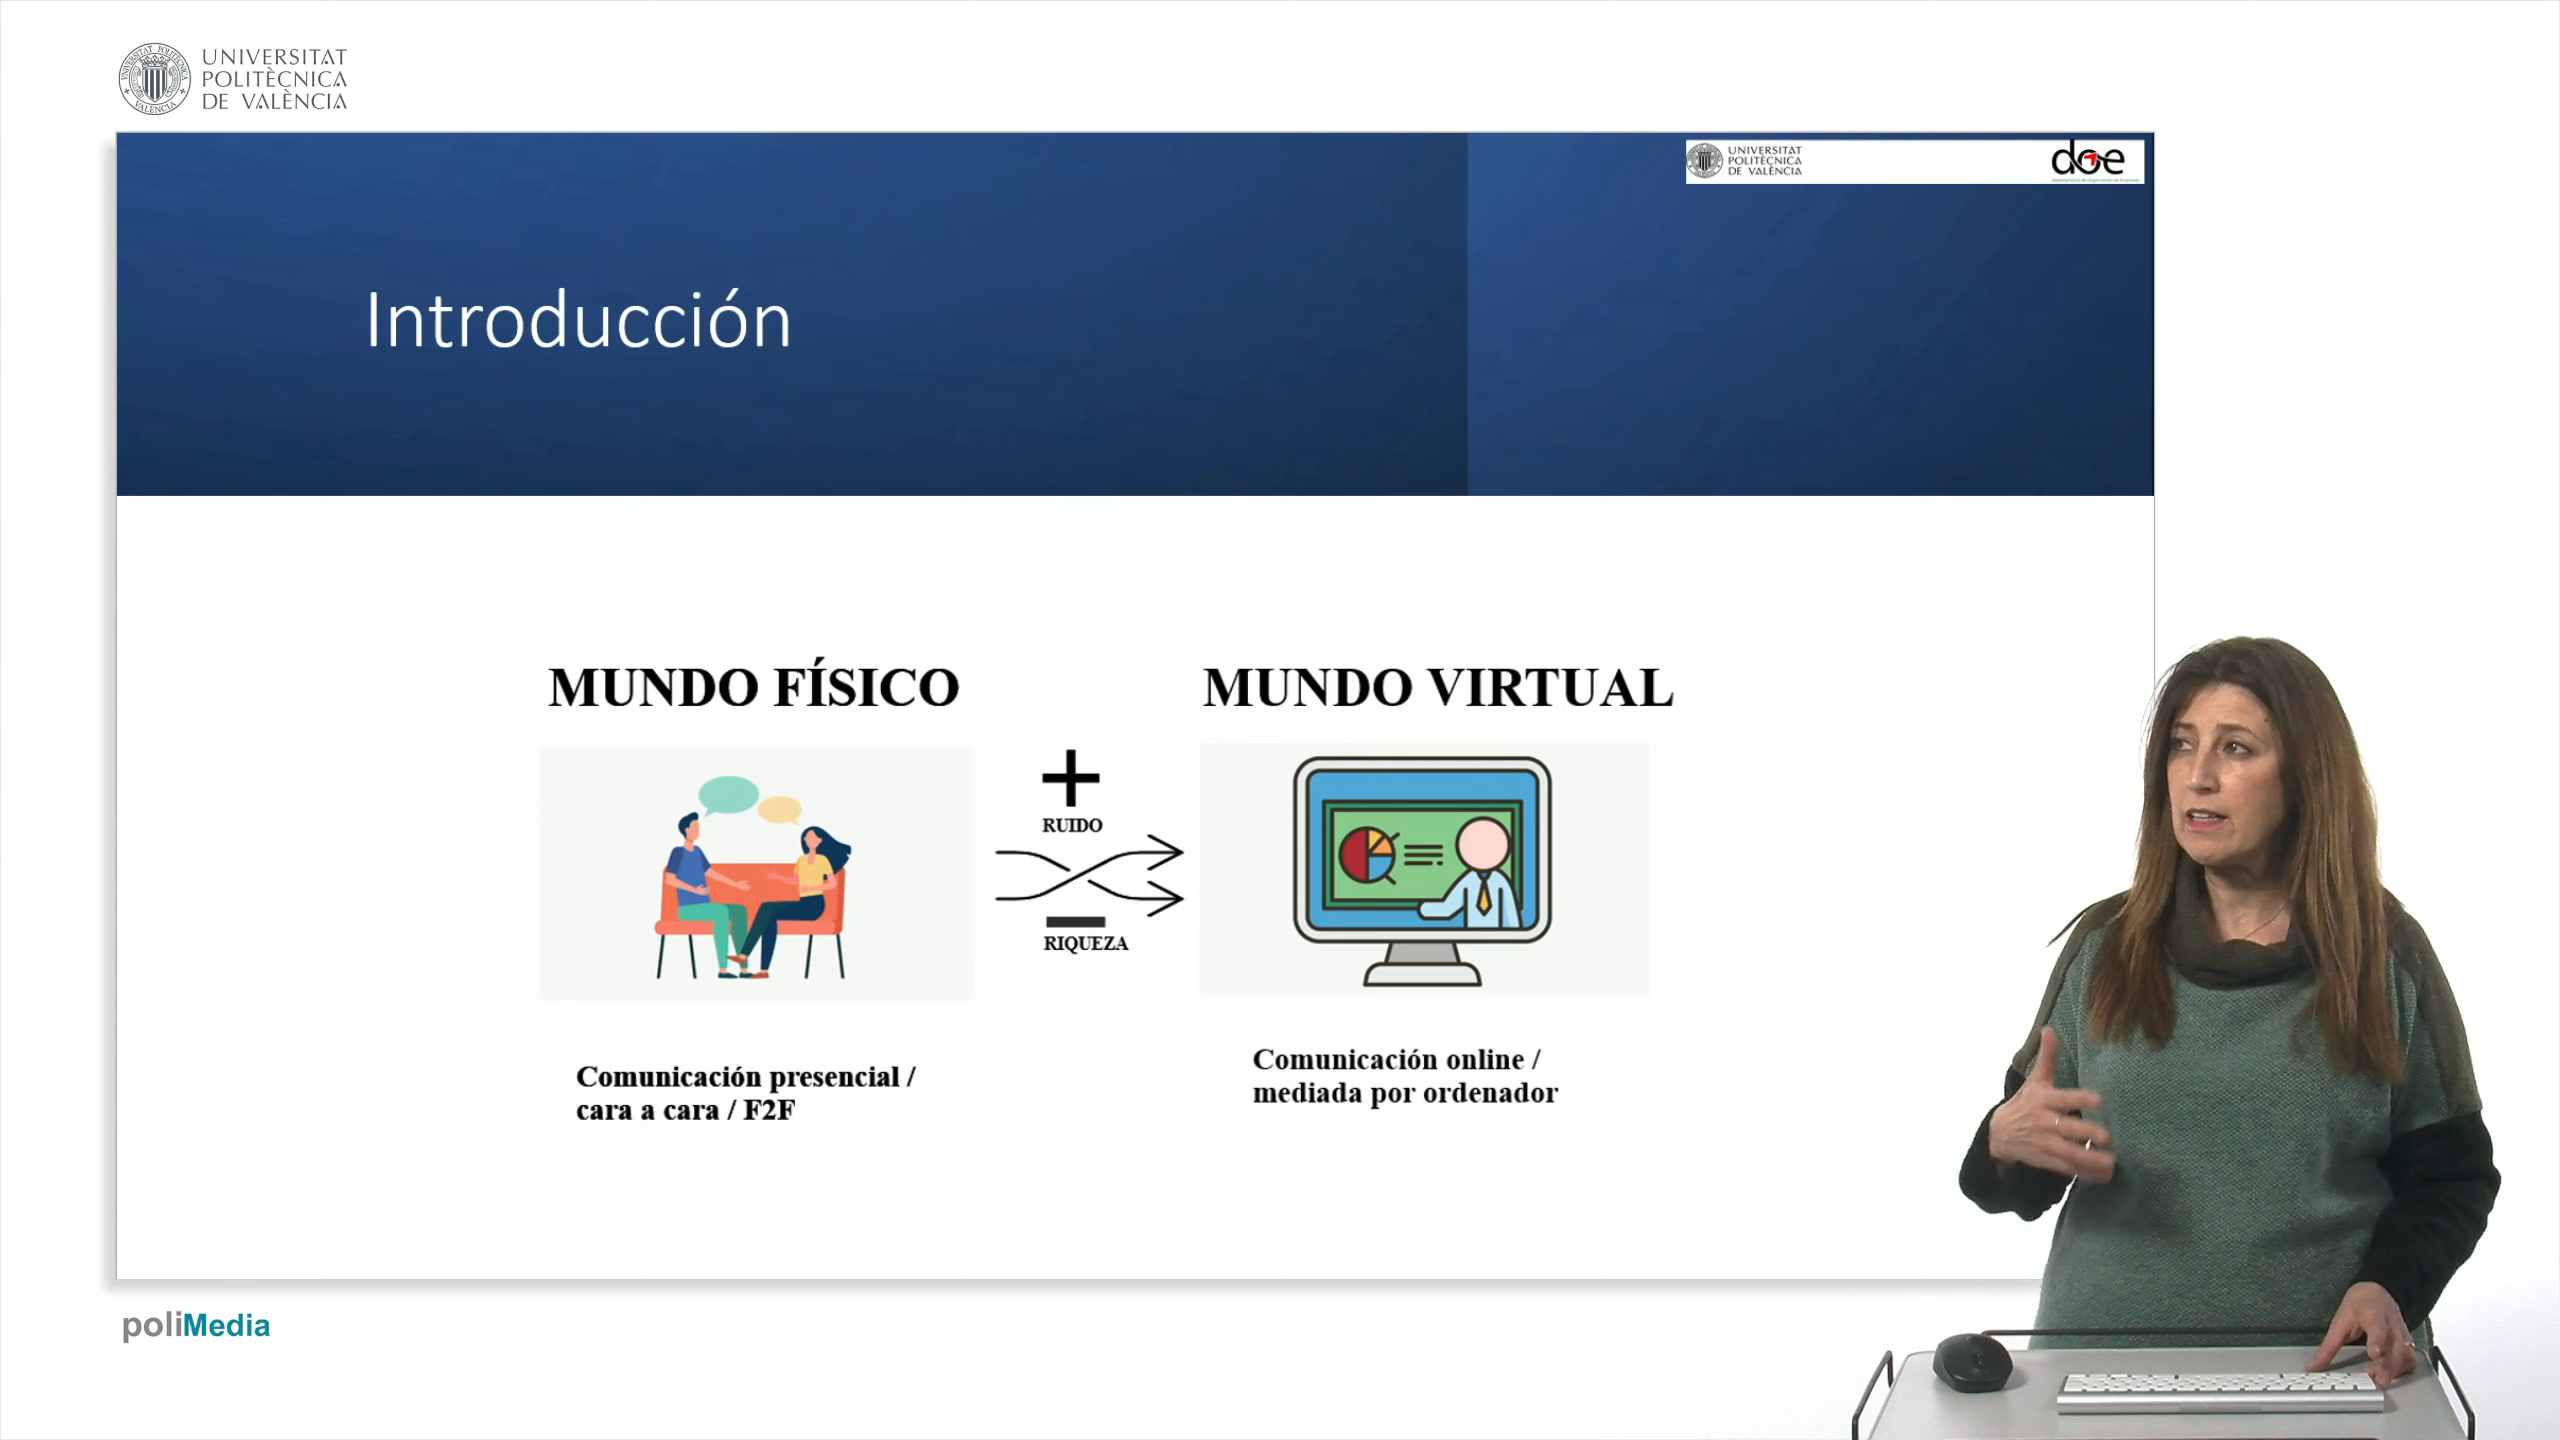 UNIVERSITAT
POLITÈCNICA
DE VALÈNCIA
UNIVERSITAT
POLITÈCNICA
DE VALÈNCIA
doe
Introducción
MUNDO FÍSICO
MUNDO VIRTUAL
RUIDO
RIQUEZA
Comunicación presencial /
cara a cara / F2F
Comunicación online /
mediada por ordenador
poliMedia